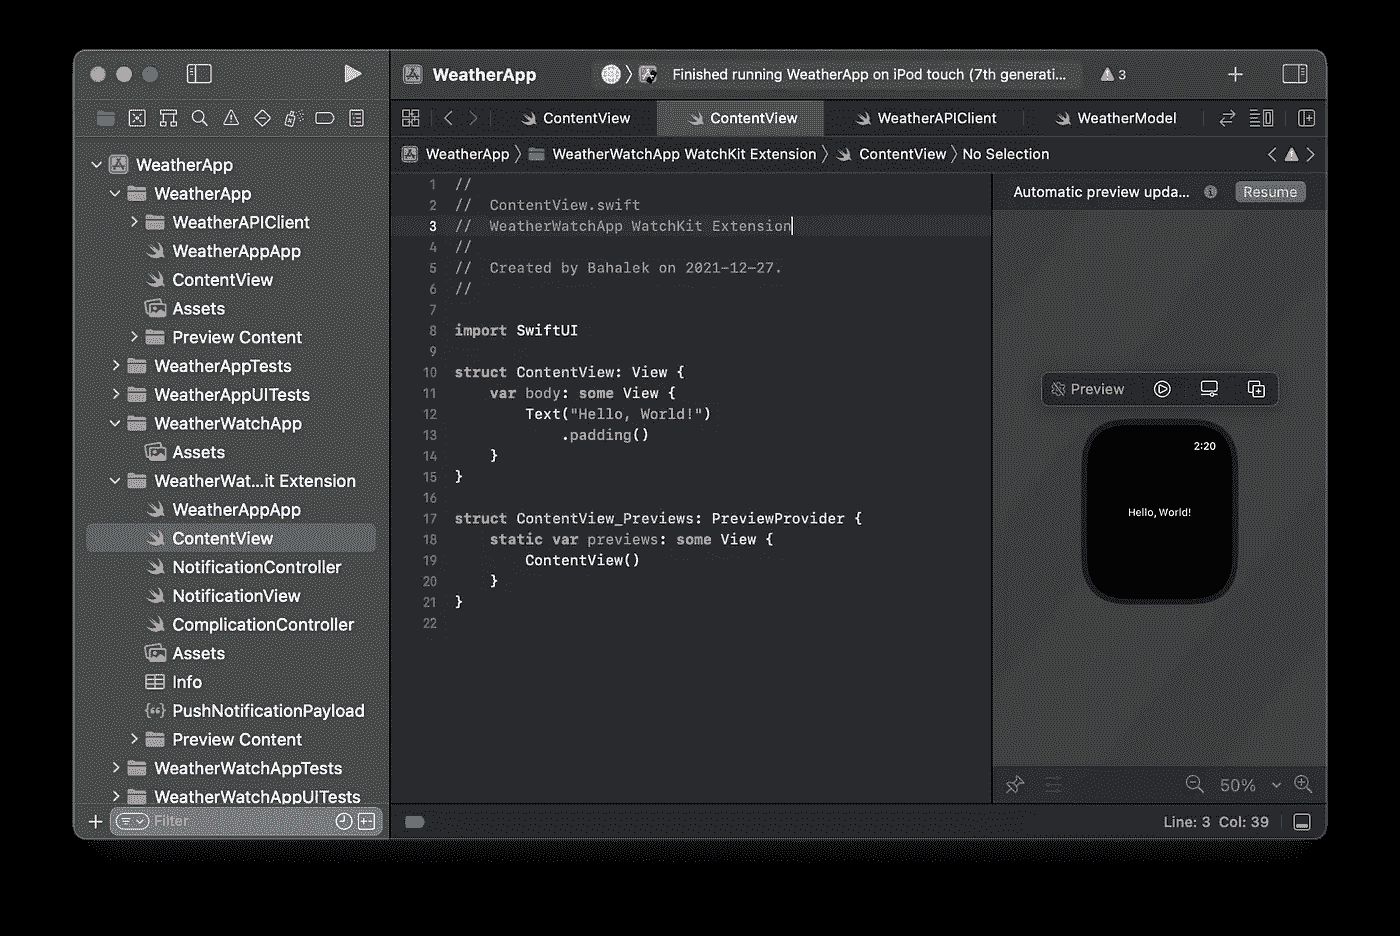 WeatherApp
Finished running WeatherApp on iPod touch (7th generati...
3
ContentView
ContentView
WeatherAPIClient
WeatherModel
WeatherApp
WeatherWatchApp WatchKit Extension
ContentView
No Selection
WeatherApp
WeatherApp
WeatherAPIClient
WeatherAppApp
ContentView
Assets
Preview Content
WeatherAppTests
WeatherAppUITests
WeatherWatchApp
Assets
WeatherWat...it Extension
WeatherAppApp
ContentView
NotificationController
NotificationView
ComplicationController
Assets
Info
PushNotificationPayload
Preview Content
WeatherWatchAppTests
WeatherWatchAppUITests
Filter
1 //
2 //  ContentView.swift
3 //  WeatherWatchApp WatchKit Extension
4 //
5 //  Created by Bahalek on 2021-12-27.
6 //
7
8 import SwiftUI
9
10 struct ContentView: View {
11     var body: some View {
12         Text("Hello, World!")
13             .padding()
14     }
15 }
16
17 struct ContentView_Previews: PreviewProvider {
18     static var previews: some View {
19         ContentView()
20     }
21 }
22
Automatic preview upda...
Resume
Preview
2:20
Hello, World!
50%
Line: 3 Col: 39